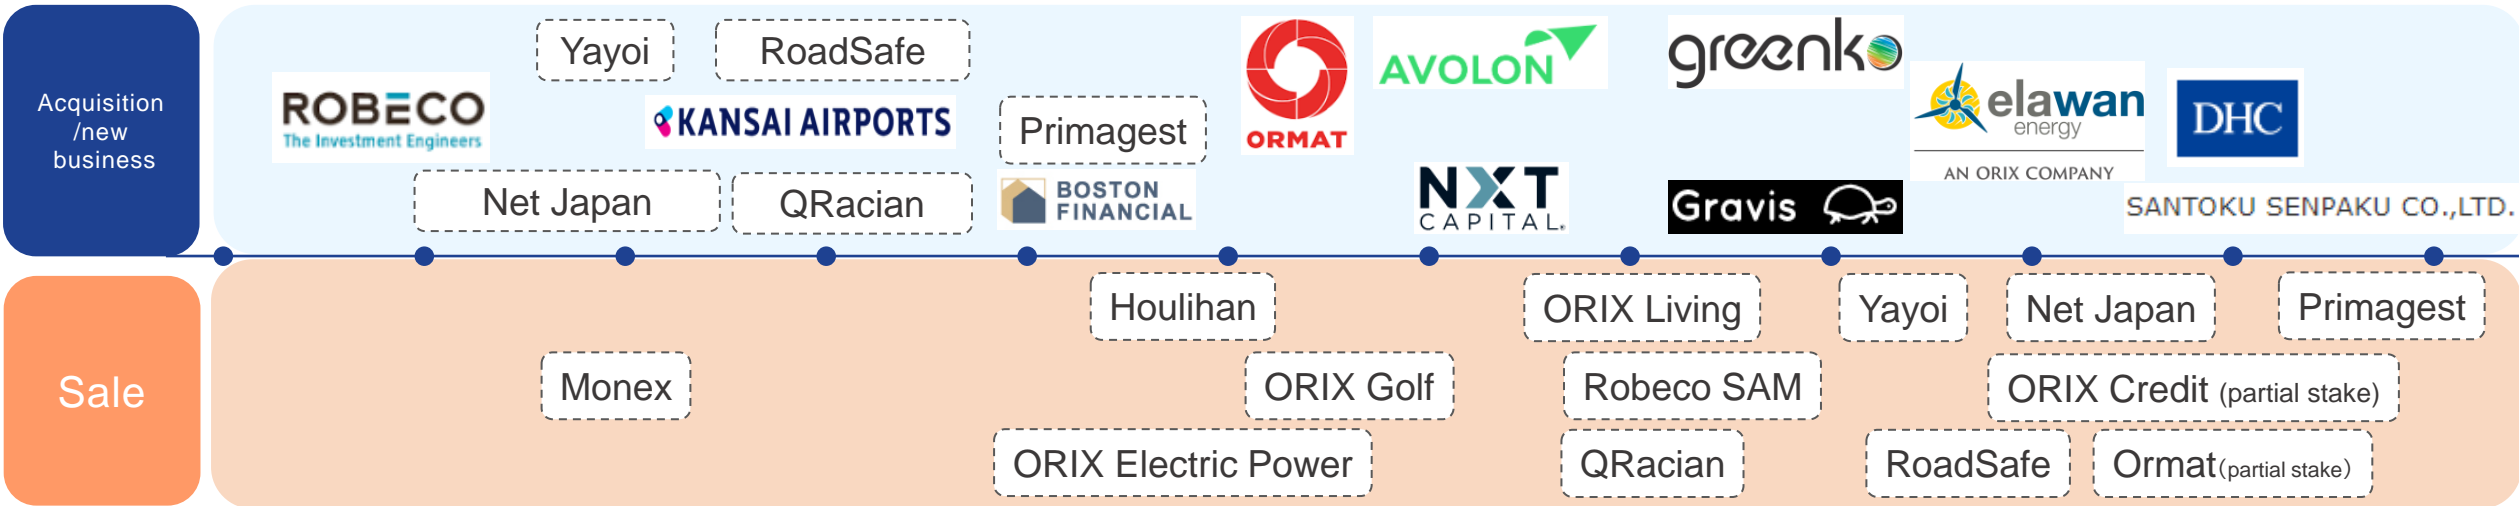 Acquisition
/new
business
ROBECO
The Investment Engineers
Yayoi
RoadSafe
KANSAI AIRPORTS
Net Japan
QRacian
Primagest
BOSTON
FINANCIAL
ORMAT
AVOLON
NXT
CAPITAL®
greenko
Gravis
elawan
energy
AN ORIX COMPANY
DHC
SANTOKU SENPAKU CO.,LTD.
Sale
Monex
Houlihan
ORIX Golf
ORIX Electric Power
ORIX Living
Robeco SAM
QRacian
Yayoi
Net Japan
Primagest
ORIX Credit (partial stake)
RoadSafe
Ormat（partial stake）